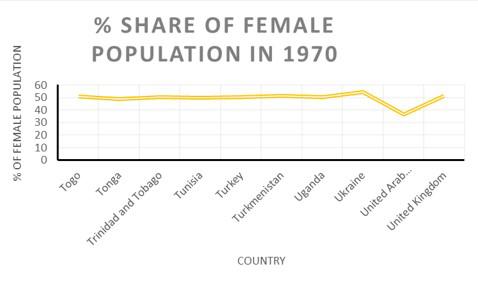 % SHARE OF FEMALE
POPULATION IN 1970
% OF FEMALE POPULATION
60
50
40
30
20
10
0
Togo
Tonga
Trinidad and Tobago
Tunisia
Turkey
Turkmenistan
Uganda
Ukraine
United Arab...
United Kingdom
COUNTRY